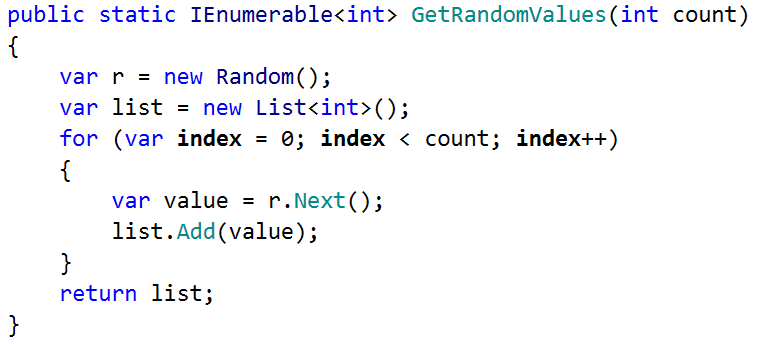 public static IEnumerable<int> GetRandomValues(int count)
{
    var r = new Random();
    var list = new List<int>();
    for (var index = 0; index < count; index++)
    {
        var value = r.Next();
        list.Add(value);
    }
    return list;
}